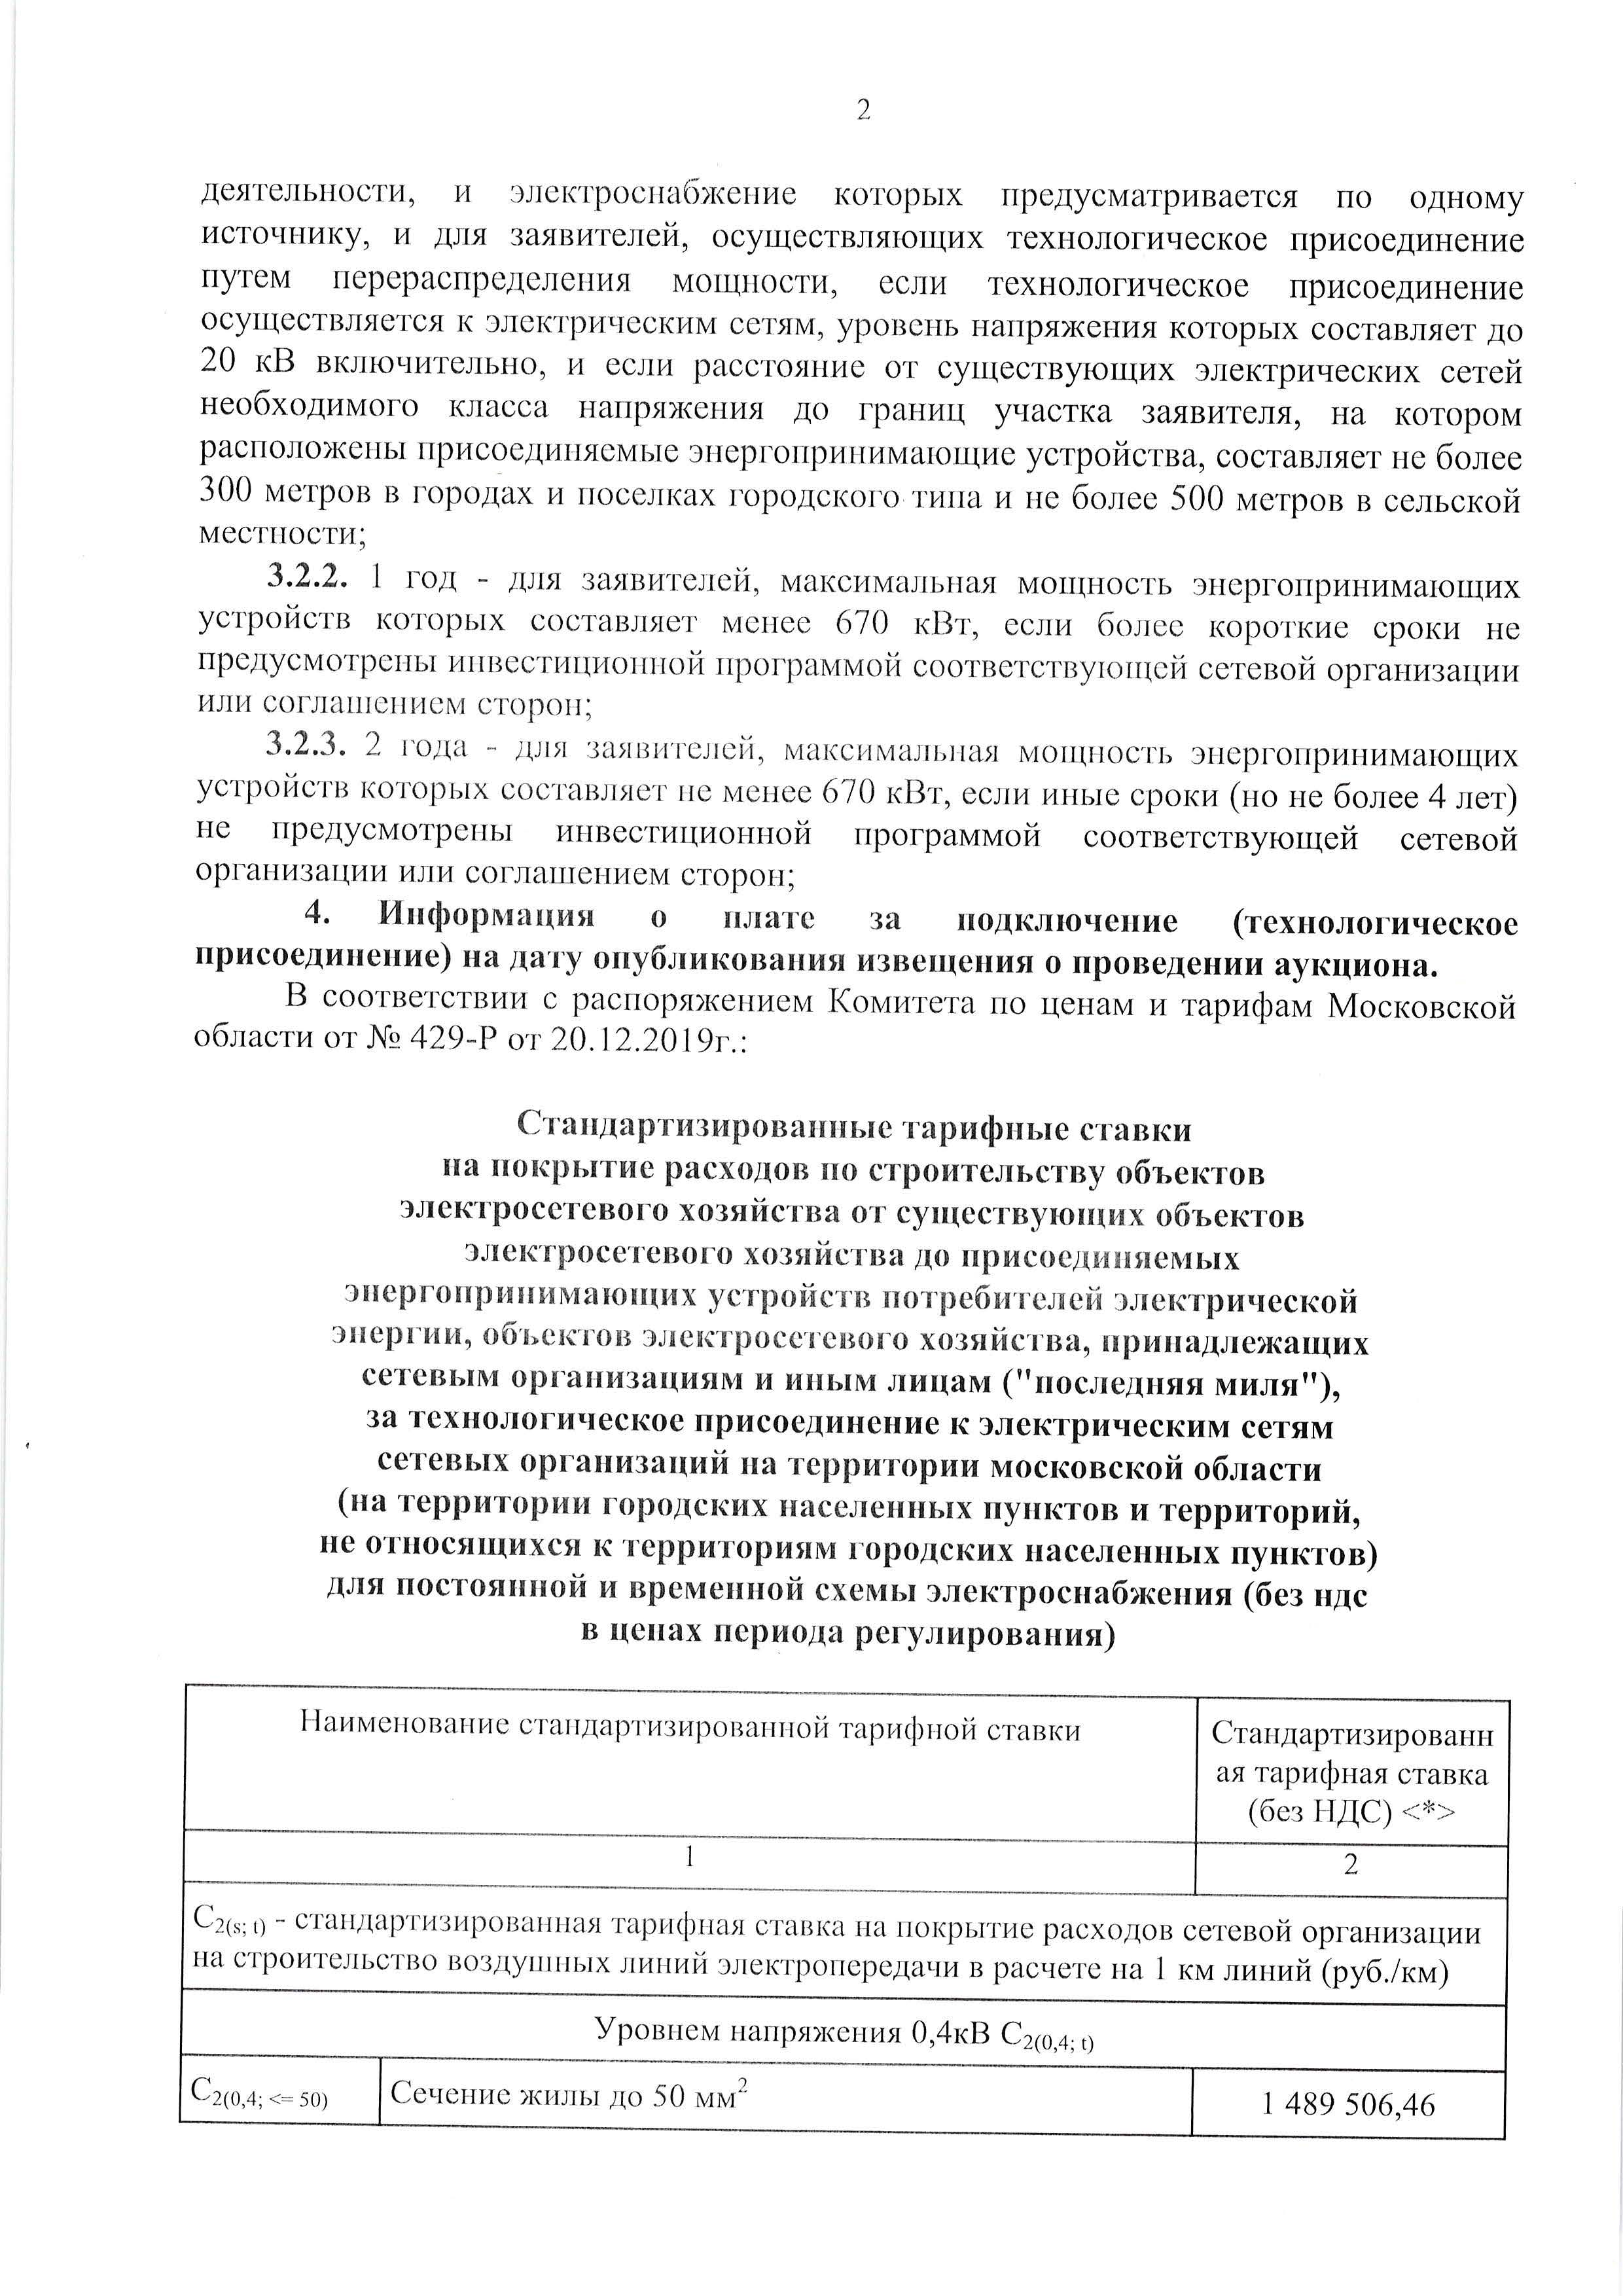 2
деятельности, и электроснабжение которых предусматривается по одному
источнику, и для заявителей, осуществляющих технологическое присоединение
путем перераспределения мощности, если технологическое присоединение
осуществляется к электрическим сетям, уровень напряжения которых составляет до
20 кВ включительно, и если расстояние от существующих электрических сетей
необходимого класса напряжения до границ участка заявителя, на котором
расположены присоединяемые энергопринимающие устройства, составляет не более
300 метров в городах и поселках городского типа и не более 500 метров в сельской
местности;
3.2.2. 1 год - для заявителей, максимальная мощность энергопринимающих
устройств которых составляет менее 670 кВт, если более короткие сроки не
предусмотрены инвестиционной программой соответствующей сетевой организации
или соглашением сторон;
3.2.3. 2 года - для заявителей, максимальная мощность энергопринимающих
устройств которых составляет не менее 670 кВт, если иные сроки (но не более 4 лет)
не предусмотрены инвестиционной программой соответствующей сетевой
организации или соглашением сторон;
4. Информация о плате за подключение (технологическое
присоединение) на дату опубликования извещения о проведении аукциона.
В соответствии с распоряжением Комитета по ценам и тарифам Московской
области от № 429-Р от 20.12.2019г.:
Стандартизированные тарифные ставки
на покрытие расходов по строительству объектов
электросетевого хозяйства от существующих объектов
электросетевого хозяйства до присоединяемых
энергопринимающих устройств потребителей электрической
энергии, объектов электросетевого хозяйства, принадлежащих
сетевым организациям и иным лицам ("последняя миля"),
за технологическое присоединение к электрическим сетям
сетевых организаций на территории московской области
(на территории городских населенных пунктов и территорий,
не относящихся к территориям городских населенных пунктов)
для постоянной и временной схемы электроснабжения (без ндс
в ценах периода регулирования)
Наименование стандартизированной тарифной ставки
Стандартизированн
ая тарифная ставка
(без НДС) <*>
1
2
C2(s; t) - стандартизированная тарифная ставка на покрытие расходов сетевой организации
на строительство воздушных линий электропередачи в расчете на 1 км линий (руб./км)
Уровнем напряжения 0,4кВ C2(0,4; t)
C2(0,4; <= 50)
Сечение жилы до 50 мм2
1 489 506,46